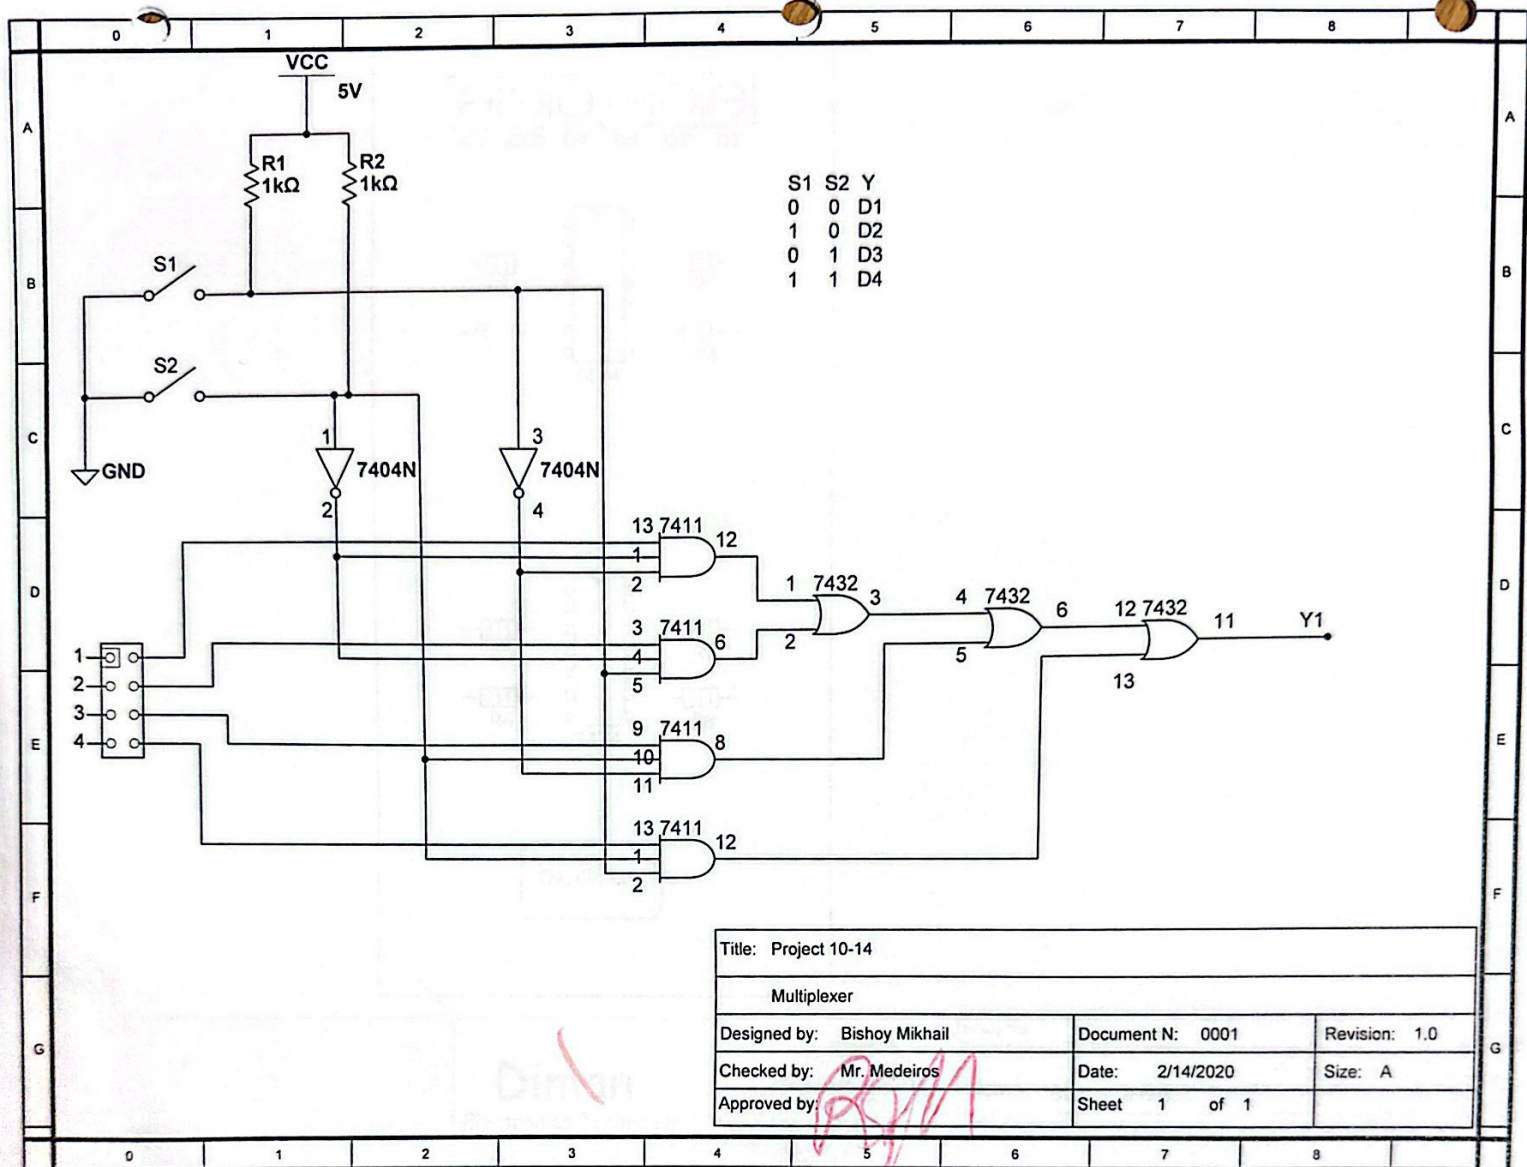 0 1 2 3 4 5 6 7 8
VCC
5V
A
A
R1
1kΩ
R2
1kΩ
S1 S2 Y
0 0 D1
1 0 D2
0 1 D3
1 1 D4
B
B
S1
S2
C
C
1
7404N
2
3
7404N
4
GND
D
D
13 7411
12
1
2
3 7411
6
4
5
9 7411
8
10
11
13 7411
12
1
2
1 7432
3
2
4 7432
6
5
12 7432
11
13
Y1
1
2
3
4
E
E
F
F
G
G
Title: Project 10-14
Multiplexer
Designed by: Bishoy Mikhail
Document N: 0001
Revision: 1.0
Checked by: Mr. Medeiros
Date: 2/14/2020
Size: A
Approved by:
Sheet 1 of 1
Diman
0 1 2 3 4 5 6 7 8